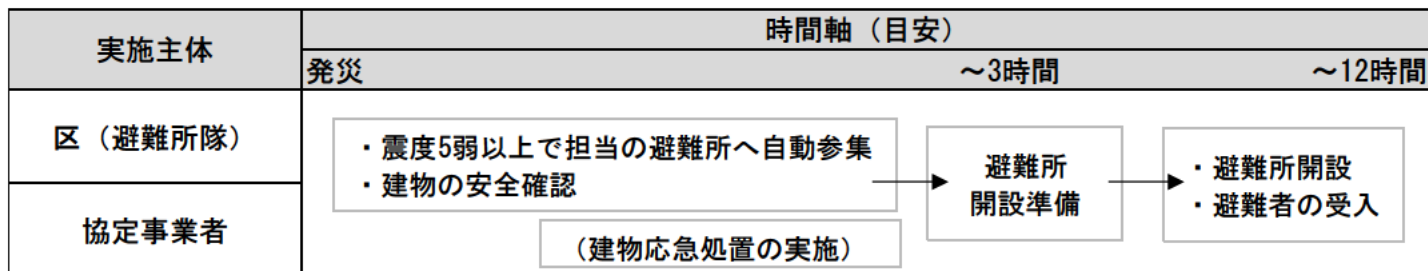 実施主体
時間軸(目安)
発災
～3時間
～12時間
区(避難所隊)
・震度5弱以上で担当の避難所へ自動参集
・建物の安全確認
避難所
開設準備
・避難所開設
・避難者の受入
協定事業者
(建物応急処置の実施)